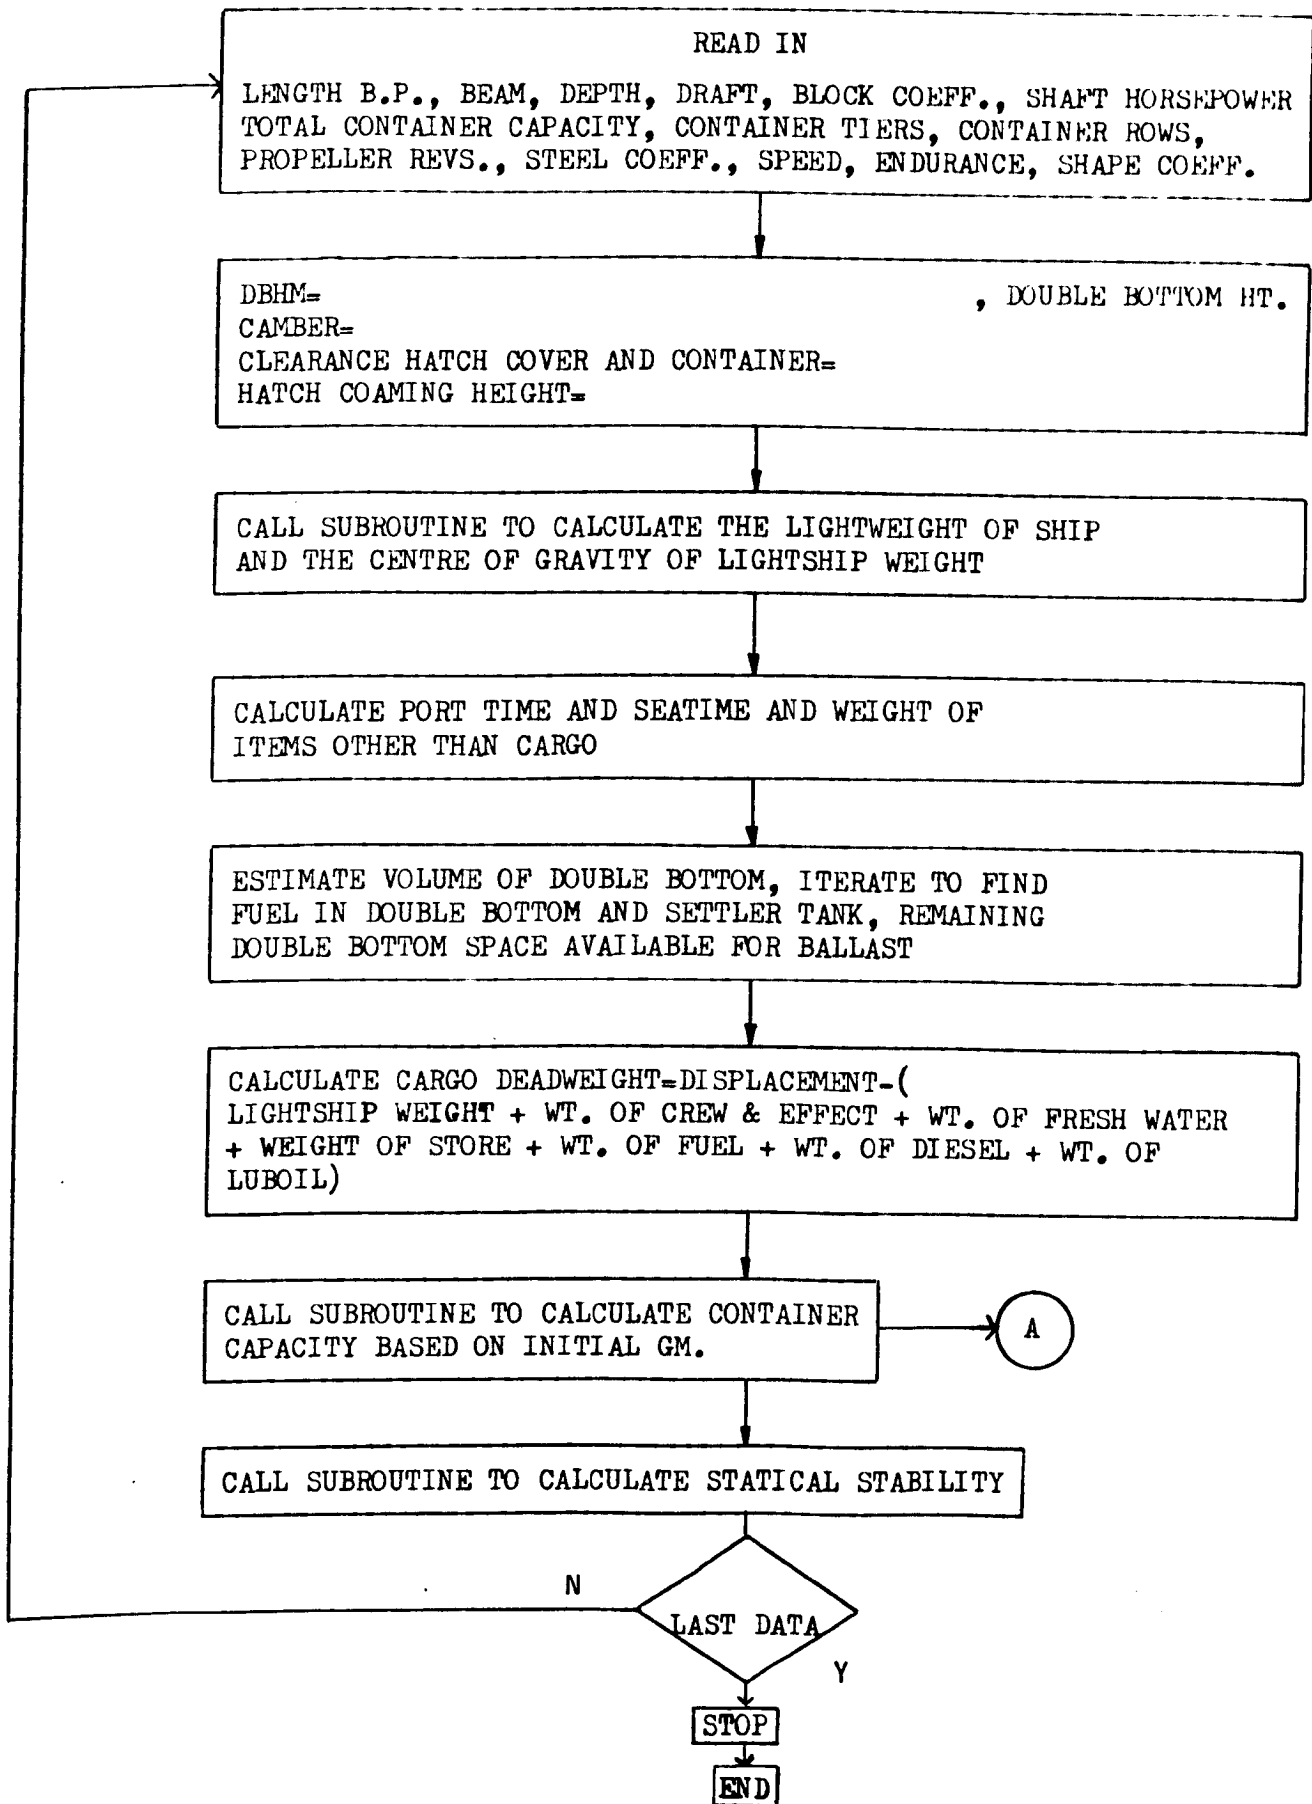 READ IN
LENGTH B.P., BEAM, DEPTH, DRAFT, BLOCK COEFF., SHAFT HORSEPOWER
TOTAL CONTAINER CAPACITY, CONTAINER TIERS, CONTAINER ROWS,
PROPELLER REVS., STEEL COEFF., SPEED, ENDURANCE, SHAPE COEFF.
DBHM= , DOUBLE BOTTOM HT.
CAMBER=
CLEARANCE HATCH COVER AND CONTAINER=
HATCH COAMING HEIGHT=
CALL SUBROUTINE TO CALCULATE THE LIGHTWEIGHT OF SHIP
AND THE CENTRE OF GRAVITY OF LIGHTSHIP WEIGHT
CALCULATE PORT TIME AND SEATIME AND WEIGHT OF
ITEMS OTHER THAN CARGO
ESTIMATE VOLUME OF DOUBLE BOTTOM, ITERATE TO FIND
FUEL IN DOUBLE BOTTOM AND SETTLER TANK, REMAINING
DOUBLE BOTTOM SPACE AVAILABLE FOR BALLAST
CALCULATE CARGO DEADWEIGHT=DISPLACEMENT-(
LIGHTSHIP WEIGHT + WT. OF CREW & EFFECT + WT. OF FRESH WATER
+ WEIGHT OF STORE + WT. OF FUEL + WT. OF DIESEL + WT. OF
LUBOIL)
CALL SUBROUTINE TO CALCULATE CONTAINER
CAPACITY BASED ON INITIAL GM.
A
CALL SUBROUTINE TO CALCULATE STATICAL STABILITY
N
LAST DATA
Y
STOP
END